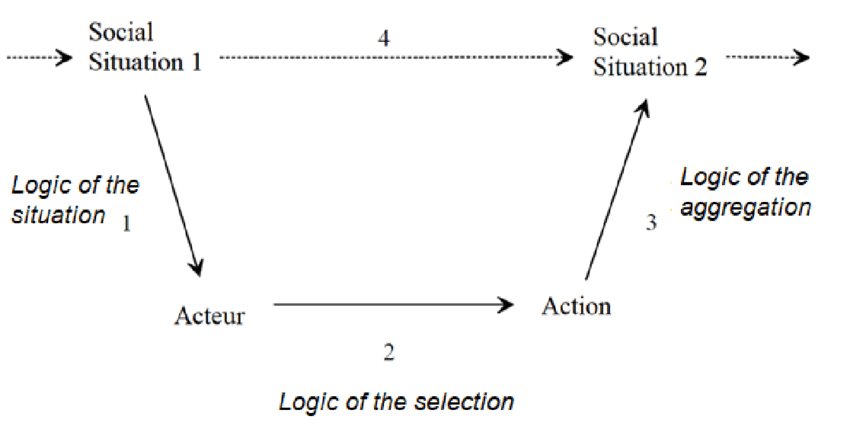 Social
Situation 1
4
Social
Situation 2
Logic of the
situation 1
Logic of the
aggregation
3
Acteur
Action
2
Logic of the selection